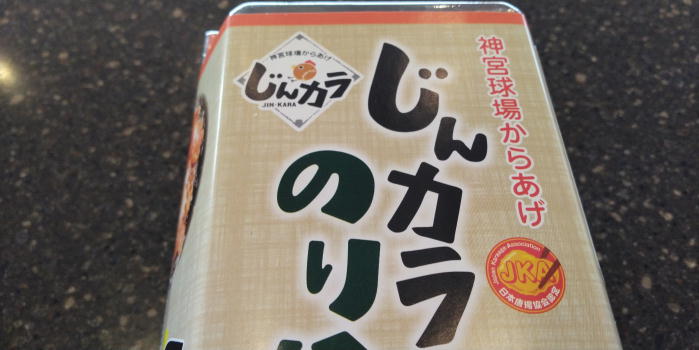 神宮球場からあげ
じんカラ
JIN-KARA
神宮球場からあげ
じんカラ
のり
Japan Karaage Association
JKA
日本唐揚協会認定